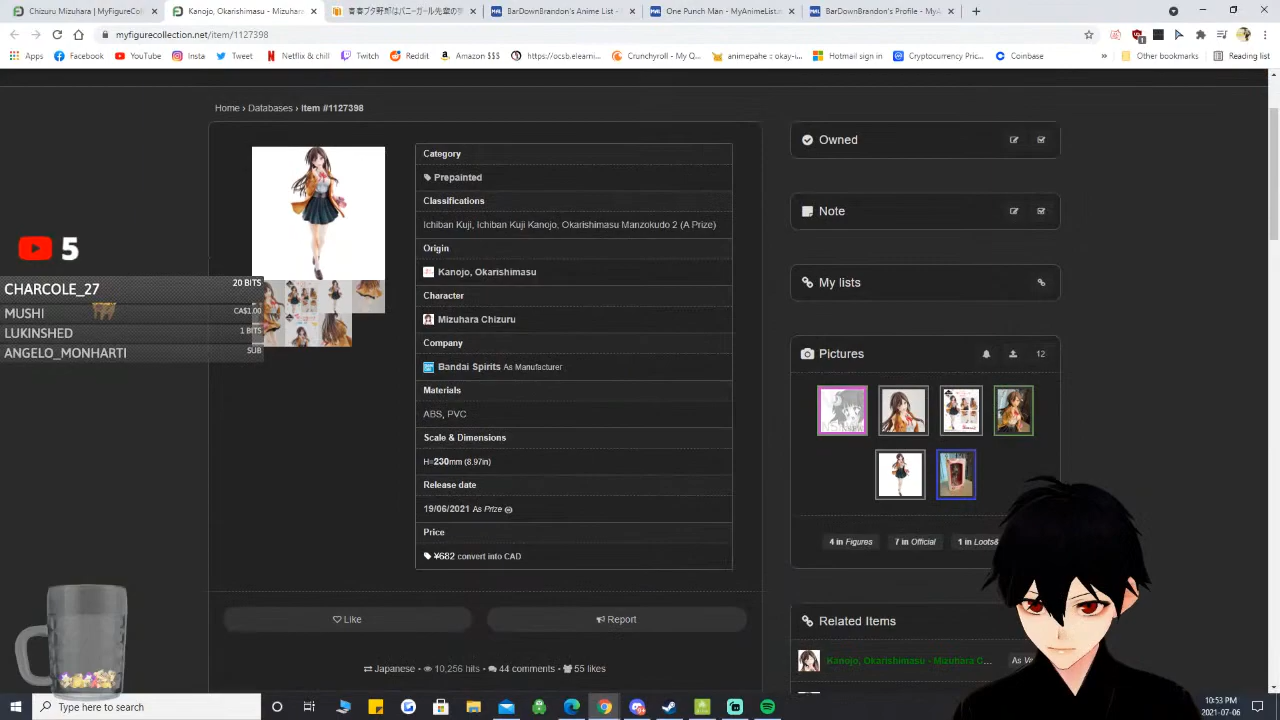 Chizuru Mizuhara | MyFigureColl
Kanojo, Okarishimasu - Mizuhara
青春ブタ野郎はバニーガール先輩の
BarDownBrandon's Anime List -
One Punch Man - MyAnimeList
BarDownBrandon's Profile - MyA
myfigurecollection.net/item/1127398
Apps
Facebook
YouTube
Insta
Tweet
Netflix & chill
Twitch
Reddit
Amazon $$$
https://ocsb.elearni...
Crunchyroll - My Q...
animepahe :: okay-i...
Hotmail sign in
Cryptocurrency Pric...
Coinbase
»
Other bookmarks
Reading list
Home › Databases › Item #1127398
Category
Prepainted
Classifications
Ichiban Kuji, Ichiban Kuji Kanojo, Okarishimasu Manzokudo 2 (A Prize)
Origin
Kanojo, Okarishimasu
Character
Mizuhara Chizuru
Company
Bandai Spirits As Manufacturer
Materials
ABS, PVC
Scale & Dimensions
H=230mm (8.97in)
Release date
19/06/2021 As Prize
Price
¥682 convert into CAD
Like
Report
Japanese - 10,256 hits - 44 comments - 55 likes
Owned
Note
My lists
Pictures
12
4 in Figures
7 in Official
1 in Loots&
Related Items
Kanojo, Okarishimasu - Mizuhara C...
As Va
5
CHARCOLE_27
20 BITS
MUSHI
CA$1.00
LUKINSHED
1 BITS
ANGELO_MONHARTI
SUB
Type here to search
10:53 PM
2021-07-06